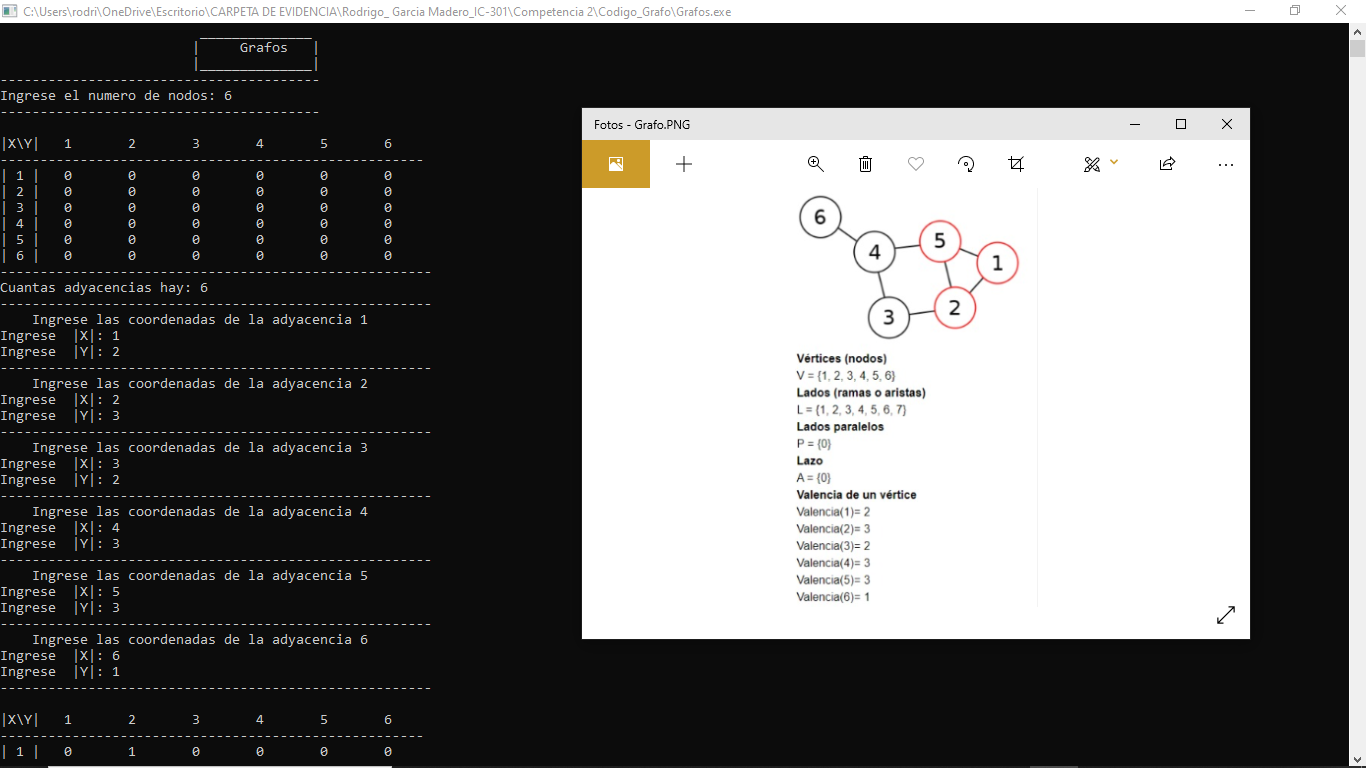 C:\Users\rodri\OneDrive\Escritorio\CARPETA DE EVIDENCIA\Rodrigo_ Garcia Madero_IC-301\Competencia 2\Codigo_Grafo\Grafos.exe
______________
|     Grafos   |
|______________|
----------------------------------------
Ingrese el numero de nodos: 6
----------------------------------------
|X\Y|   1       2       3       4       5       6
-----------------------------------------------------
| 1 |   0       0       0       0       0       0
| 2 |   0       0       0       0       0       0
| 3 |   0       0       0       0       0       0
| 4 |   0       0       0       0       0       0
| 5 |   0       0       0       0       0       0
| 6 |   0       0       0       0       0       0
------------------------------------------------------
Cuantas adyacencias hay: 6
------------------------------------------------------
Ingrese las coordenadas de la adyacencia 1
Ingrese  |X|: 1
Ingrese  |Y|: 2
------------------------------------------------------
Ingrese las coordenadas de la adyacencia 2
Ingrese  |X|: 2
Ingrese  |Y|: 3
------------------------------------------------------
Ingrese las coordenadas de la adyacencia 3
Ingrese  |X|: 3
Ingrese  |Y|: 2
------------------------------------------------------
Ingrese las coordenadas de la adyacencia 4
Ingrese  |X|: 4
Ingrese  |Y|: 3
------------------------------------------------------
Ingrese las coordenadas de la adyacencia 5
Ingrese  |X|: 5
Ingrese  |Y|: 3
------------------------------------------------------
Ingrese las coordenadas de la adyacencia 6
Ingrese  |X|: 6
Ingrese  |Y|: 1
------------------------------------------------------
|X\Y|   1       2       3       4       5       6
-----------------------------------------------------
| 1 |   0       1       0       0       0       0
Fotos - Grafo.PNG
6
5
4
1
2
3
Vértices (nodos)
V = {1, 2, 3, 4, 5, 6}
Lados (ramas o aristas)
L = {1, 2, 3, 4, 5, 6, 7}
Lados paralelos
P = {0}
Lazo
A = {0}
Valencia de un vértice
Valencia(1)= 2
Valencia(2)= 3
Valencia(3)= 2
Valencia(4)= 3
Valencia(5)= 3
Valencia(6)= 1